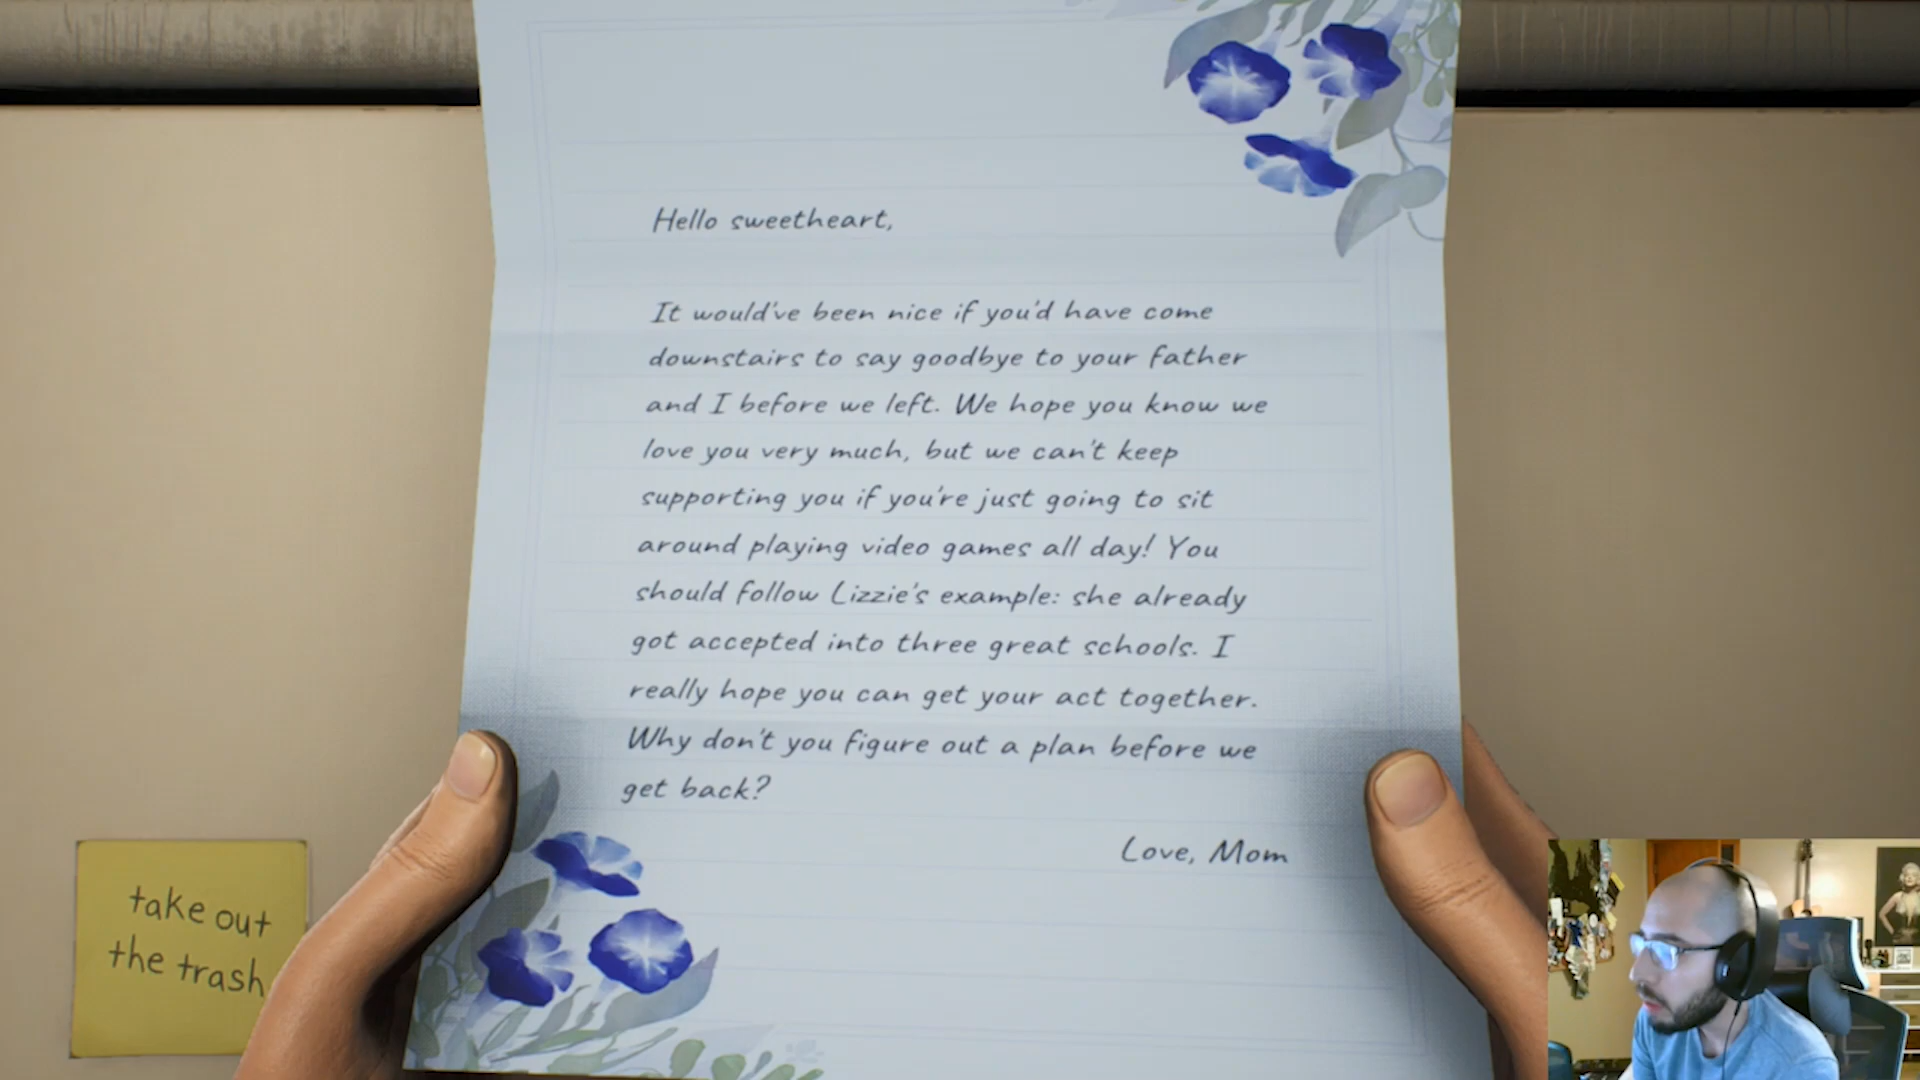 Hello sweetheart,
It would've been nice if you'd have come
downstairs to say goodbye to your father
and I before we left. We hope you know we
love you very much, but we can't keep
supporting you if you're just going to sit
around playing video games all day! You
should follow Lizzie's example: she already
got accepted into three great schools. I
really hope you can get your act together.
Why don't you figure out a plan before we
get back?
Love, Mom
take out
the trash